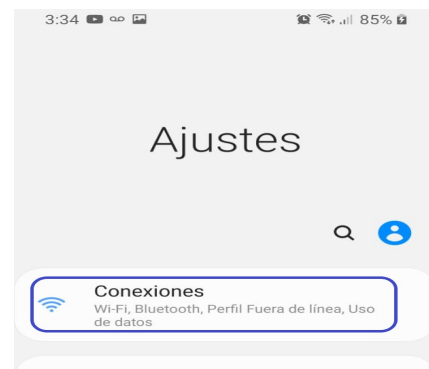 3:34 85%
Ajustes
Conexiones
Wi-Fi, Bluetooth, Perfil Fuera de línea, Uso
de datos